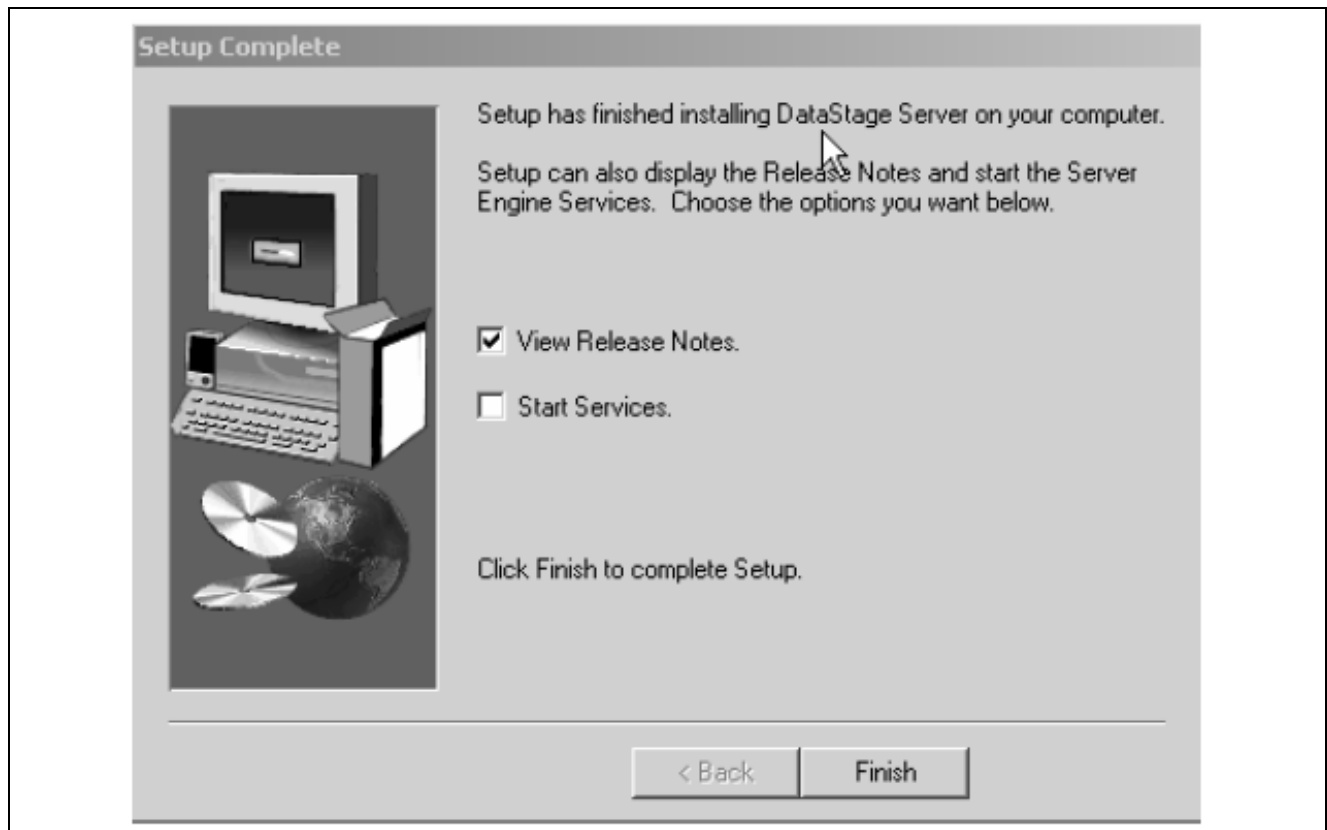 Setup Complete
Setup has finished installing DataStage Server on your computer.
Setup can also display the Release Notes and start the Server
Engine Services.  Choose the options you want below.
View Release Notes.
Start Services.
Click Finish to complete Setup.
< Back
Finish